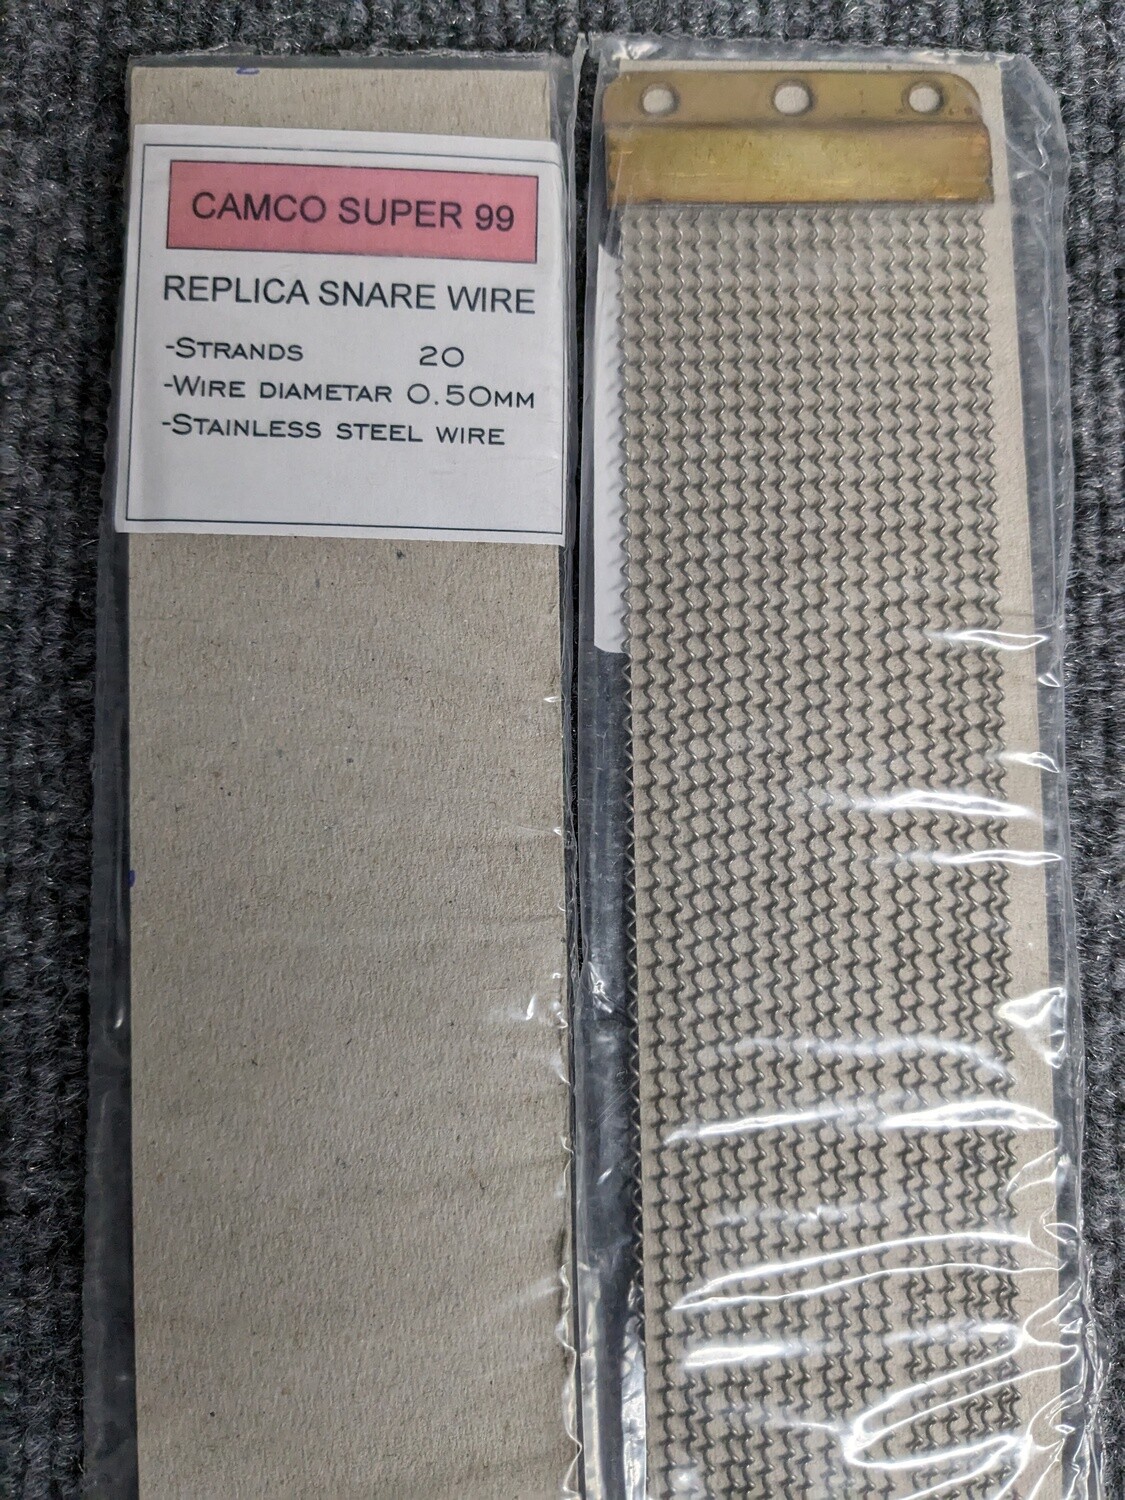 CAMCO SUPER 99
REPLICA SNARE WIRE
-STRANDS 20
-WIRE DIAMETAR 0.50MM
-STAINLESS STEEL WIRE